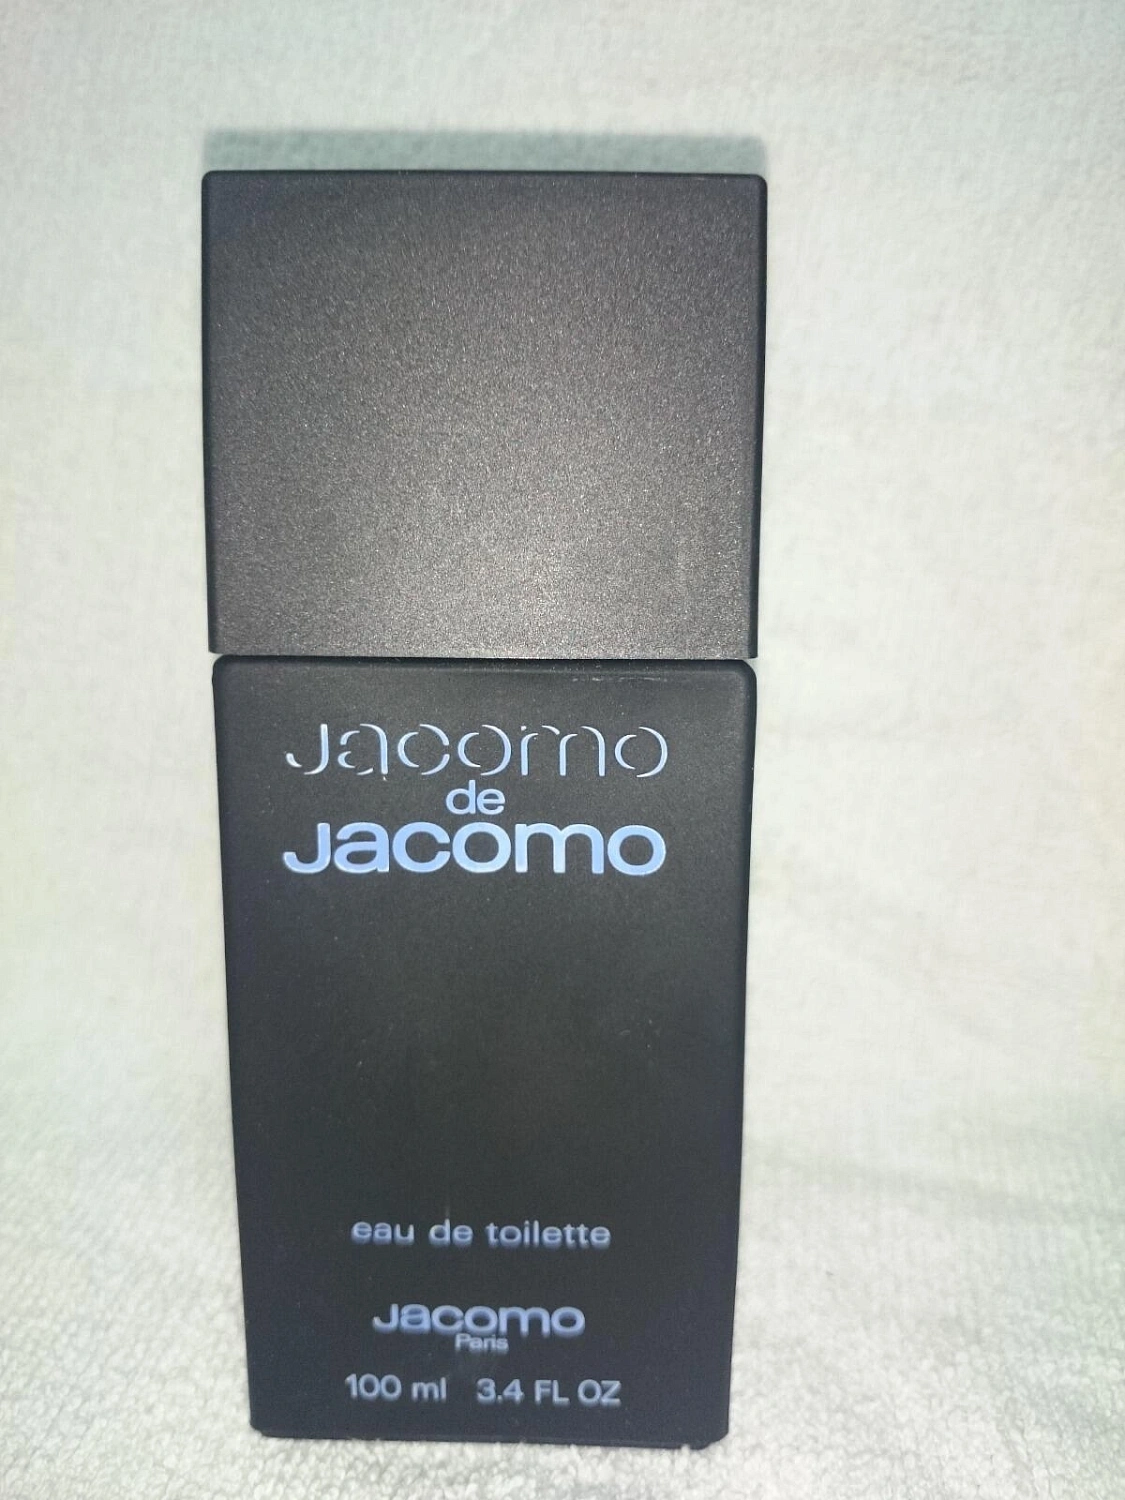 Jacomo
de
Jacomo
eau de toilette
Jacomo
Paris
100 ml 3.4 FL OZ